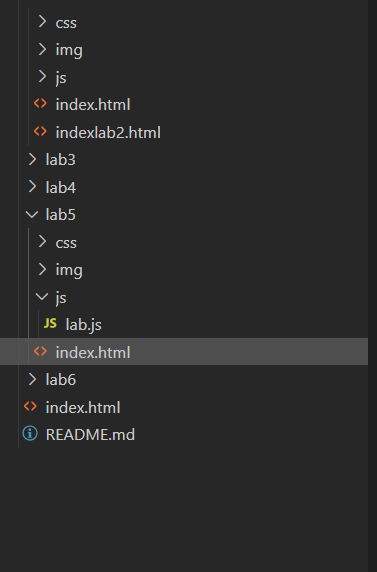 css
img
js
index.html
indexlab2.html
lab3
lab4
lab5
css
img
js
JS lab.js
index.html
lab6
index.html
README.md